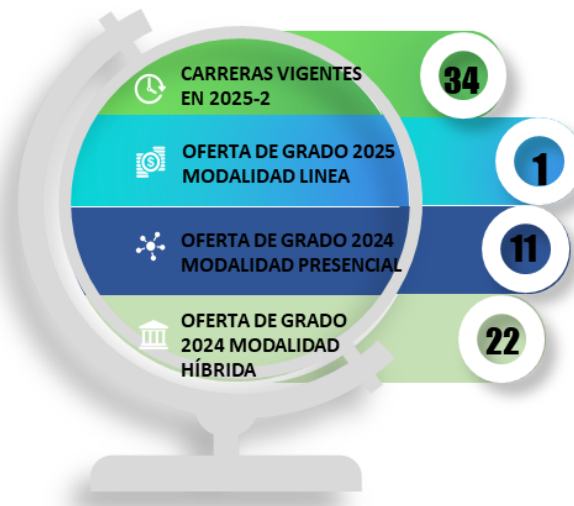 CARRERAS VIGENTES
EN 2025-2
34
OFERTA DE GRADO 2025
MODALIDAD LINEA
1
OFERTA DE GRADO 2024
MODALIDAD PRESENCIAL
11
OFERTA DE GRADO
2024 MODALIDAD
HÍBRIDA
22